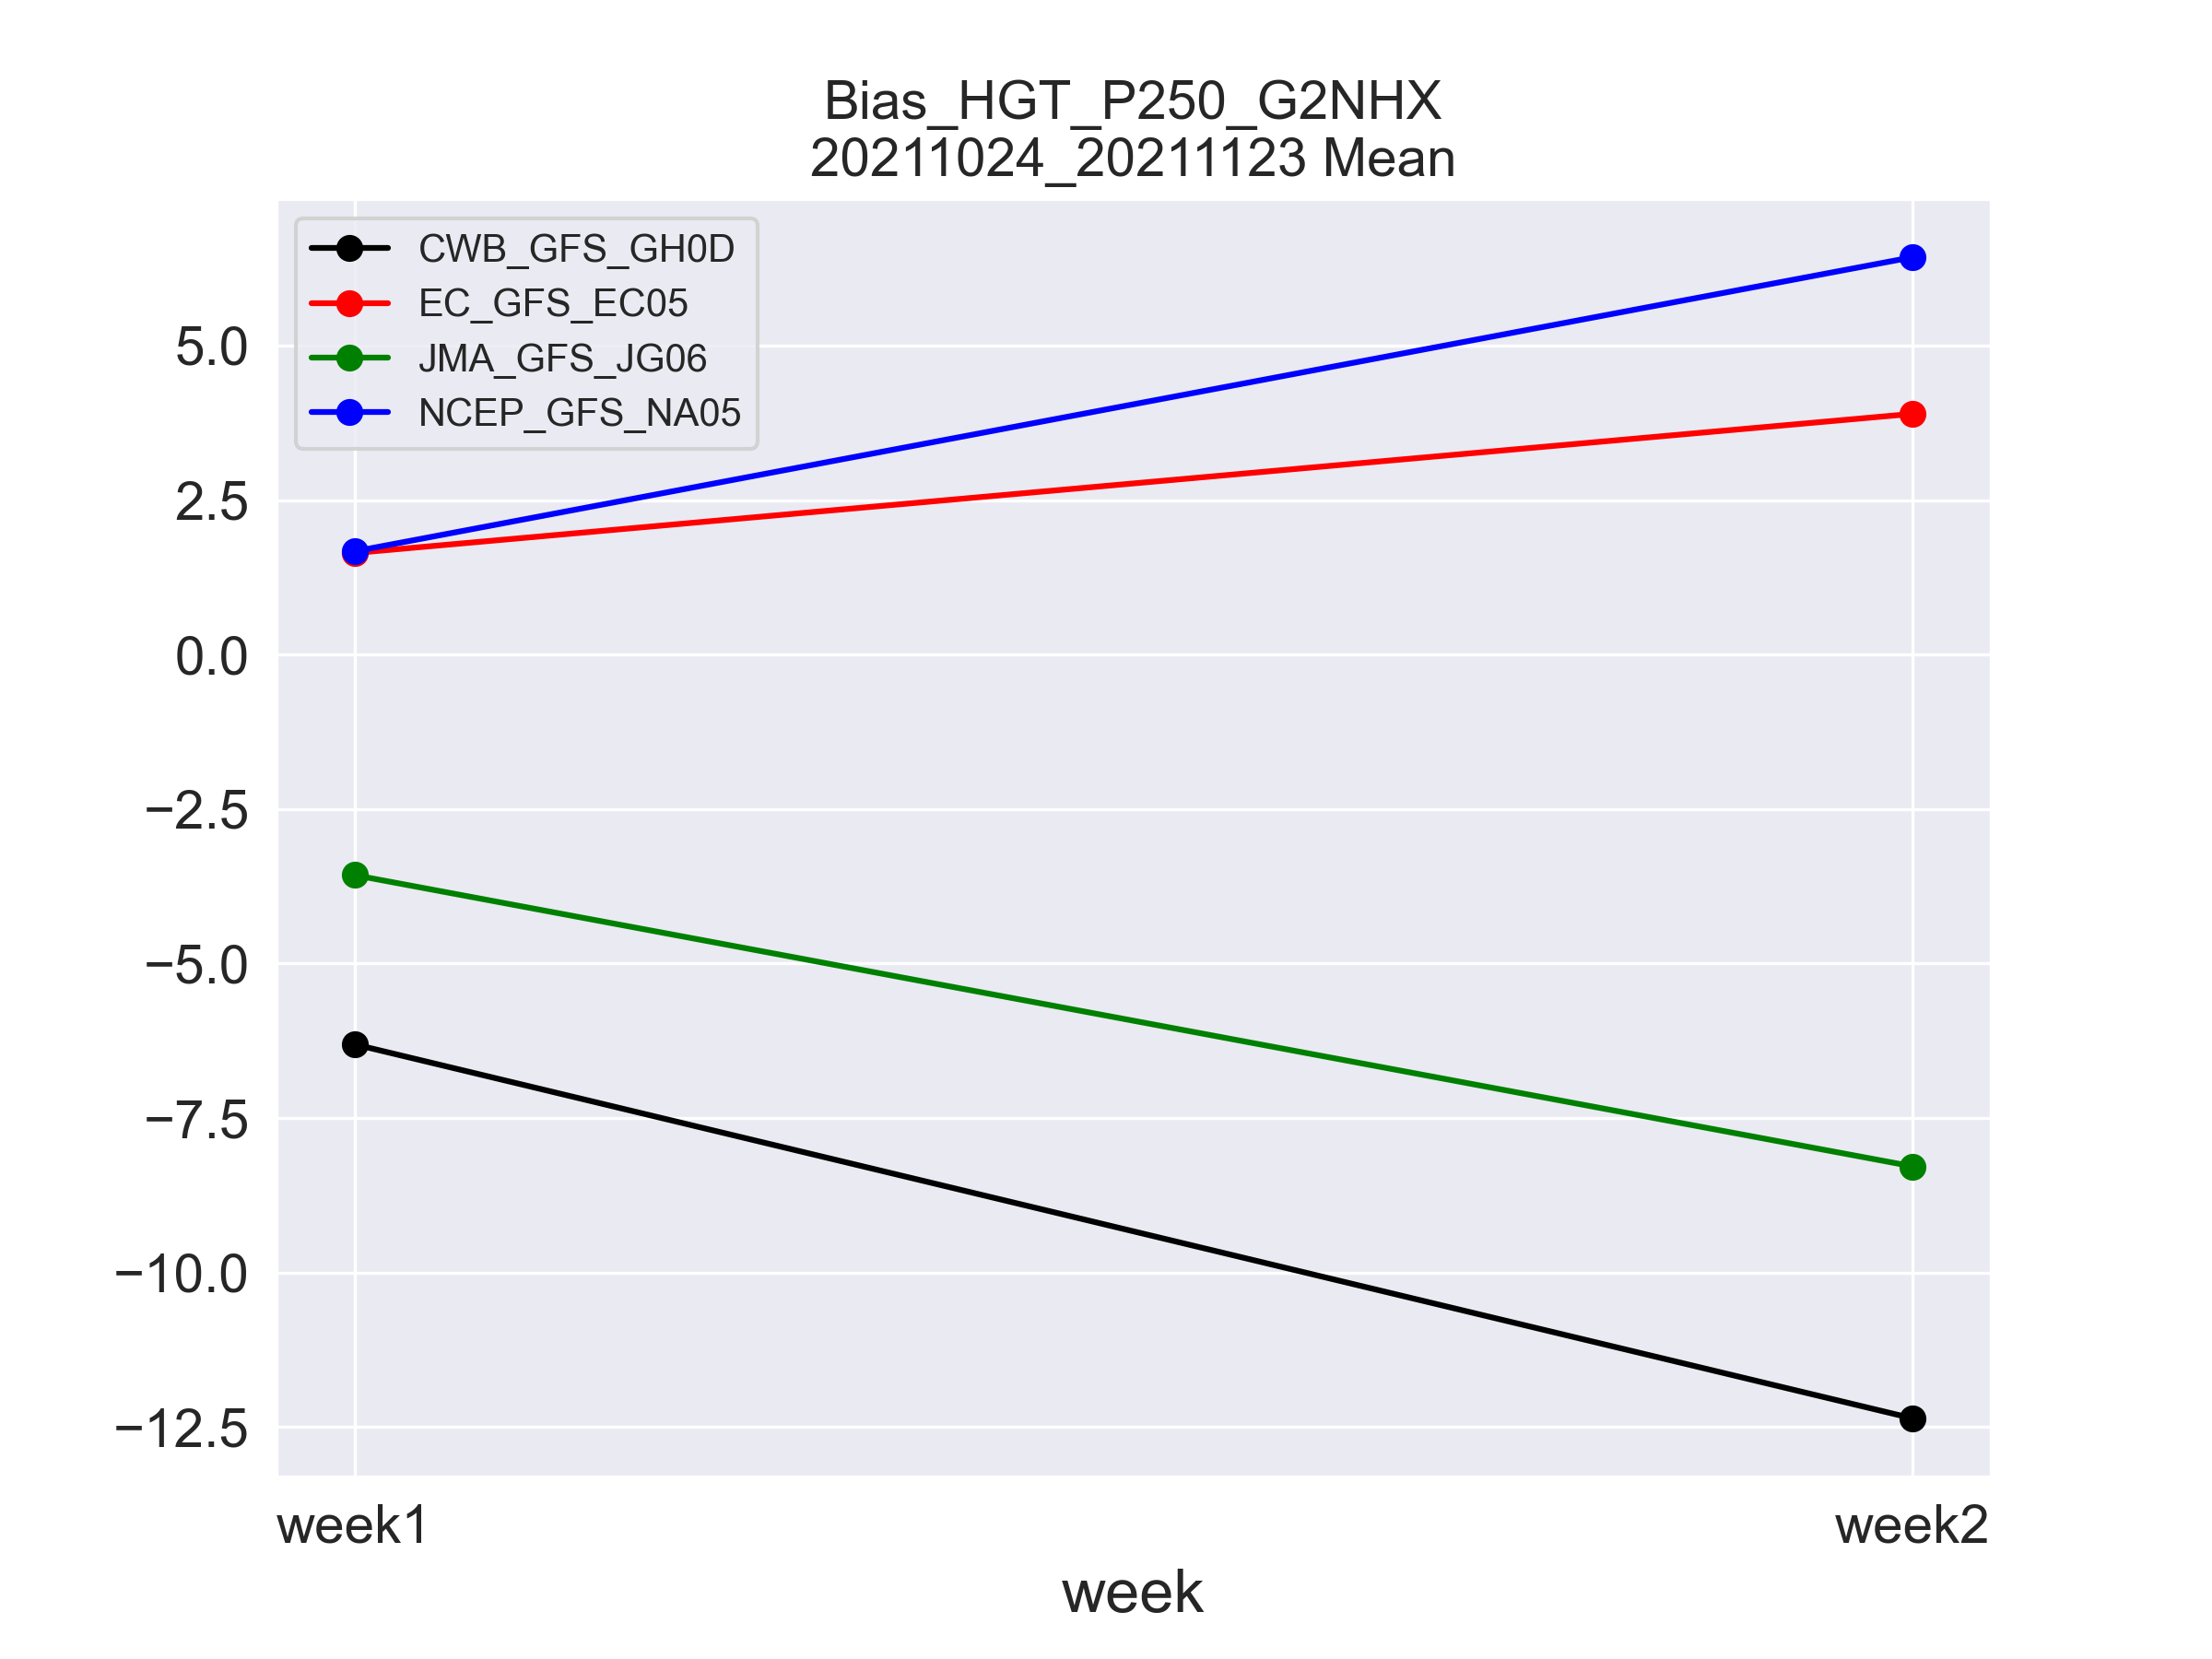 Bias_HGT_P250_G2NHX
20211024_20211123 Mean
CWB_GFS_GH0D
EC_GFS_EC05
JMA_GFS_JG06
NCEP_GFS_NA05
5.0
2.5
0.0
−2.5
−5.0
−7.5
−10.0
−12.5
week1
week2
week